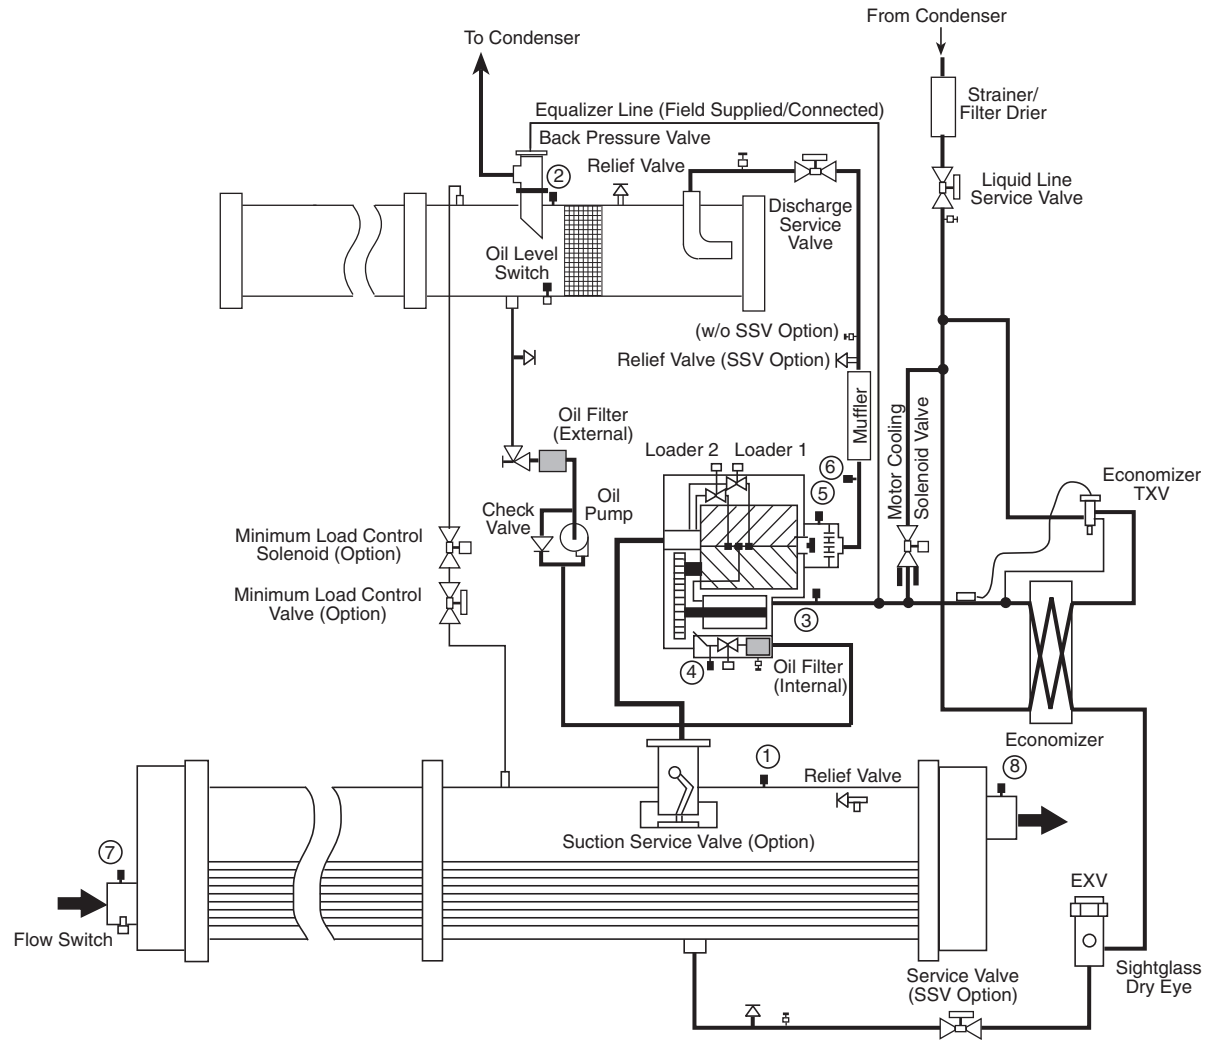 From Condenser
To Condenser
Strainer/
Filter Drier
Equalizer Line (Field Supplied/Connected)
Back Pressure Valve
Relief Valve
2
Liquid Line
Service Valve
Discharge
Service
Valve
Oil Level
Switch
(w/o SSV Option)
Relief Valve (SSV Option)
Muffler
Motor Cooling
Solenoid Valve
Oil Filter
(External)
Loader 2
Loader 1
6
5
Economizer
TXV
Check
Valve
Oil
Pump
Minimum Load Control
Solenoid (Option)
Minimum Load Control
Valve (Option)
3
4
Oil Filter
(Internal)
Economizer
1
8
Relief Valve
Suction Service Valve (Option)
7
EXV
Flow Switch
Sightglass
Dry Eye
Service Valve
(SSV Option)